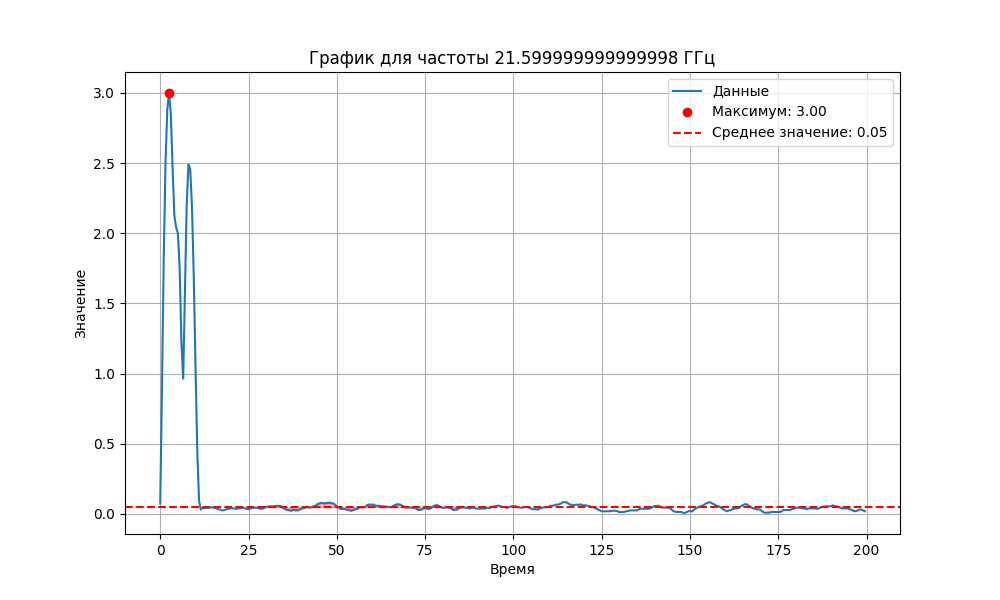 График для частоты 21.599999999999998 ГГц
Данные
Максимум: 3.00
Среднее значение: 0.05
Значение
3.0
2.5
2.0
1.5
1.0
0.5
0.0
0 25 50 75 100 125 150 175 200
Время